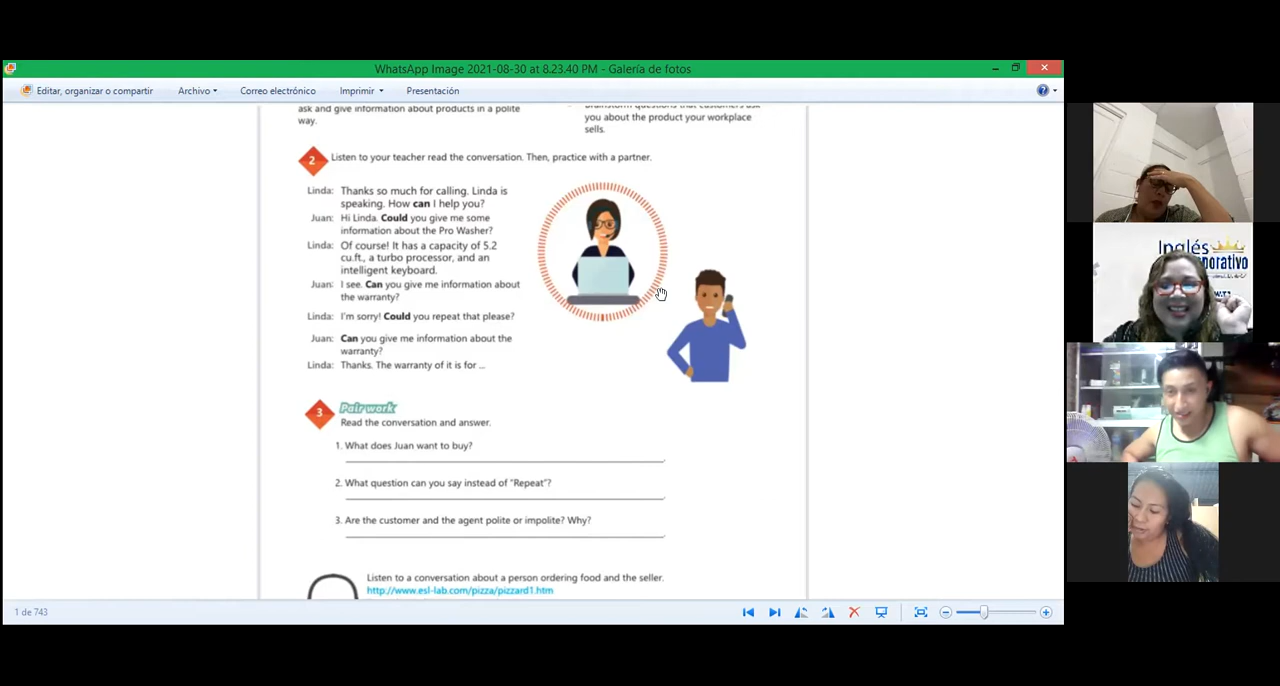 WhatsApp Image 2021-08-30 at 8.23.40 PM - Galería de fotos
Editar, organizar o compartir Archivo Correo electrónico Imprimir Presentación
ask and give information about products in a polite
way.
brainstorm questions that customers ask
you about the product your workplace
sells.
2 Listen to your teacher read the conversation. Then, practice with a partner.
Linda: Thanks so much for calling. Linda is
speaking. How can I help you?
Juan: Hi Linda. Could you give me some
information about the Pro Washer?
Linda: Of course! It has a capacity of 5.2
cu.ft., a turbo processor, and an
intelligent keyboard.
Juan: I see. Can you give me information about
the warranty?
Linda: I'm sorry! Could you repeat that please?
Juan: Can you give me information about the
warranty?
Linda: Thanks. The warranty of it is for ...
3 Pair work
Read the conversation and answer.
1. What does Juan want to buy?
2. What question can you say instead of "Repeat"?
3. Are the customer and the agent polite or impolite? Why?
Listen to a conversation about a person ordering food and the seller.
http://www.esl-lab.com/pizza/pizzard1.htm
1 de 743
Inglés